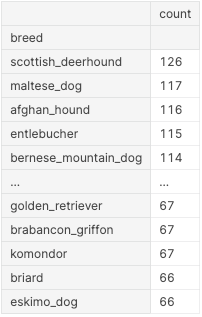 count
breed
scottish_deerhound 126
maltese_dog 117
afghan_hound 116
entlebucher 115
bernese_mountain_dog 114
... ...
golden_retriever 67
brabancon_griffon 67
komondor 67
briard 66
eskimo_dog 66